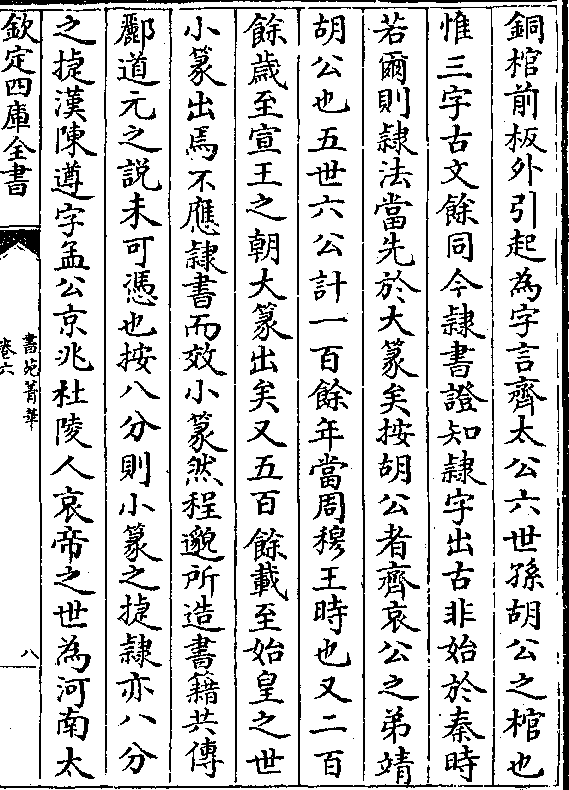 銅棺前板外引起為字言齊太公六世孫胡公之棺也
惟三字古文餘同今隸書證知隸字出古非始於秦時
若爾則隸法當先於大篆矣按胡公者齊哀公之弟靖
胡公也五世六公計一百餘年當周穆王時也又二百
餘歲至宣王之朝大篆出矣又五百餘載至始皇之世
小篆出焉不應隸書而效小篆然程邈所造書籍共傳
酈道元之說未可憑也按八分則小篆之捷隸亦八分
之捷漢陳遵字孟公京兆杜陵人哀帝之世為河南太
欽定四庫全書
書苑菁華
卷六
八